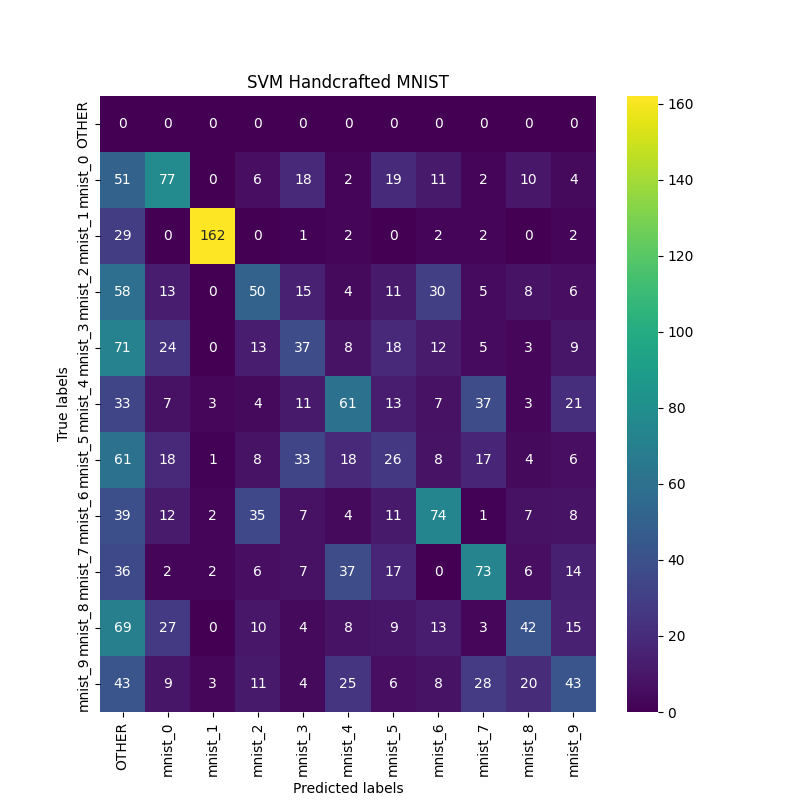 SVM Handcrafted MNIST
OTHER 0 0 0 0 0 0 0 0 0 0 0
mnist_0 51 77 0 6 18 2 19 11 2 10 4
mnist_1 29 0 162 0 1 2 0 2 2 0 2
mnist_2 58 13 0 50 15 4 11 30 5 8 6
mnist_3 71 24 0 13 37 8 18 12 5 3 9
mnist_4 33 7 3 4 11 61 13 7 37 3 21
mnist_5 61 18 1 8 33 18 26 8 17 4 6
mnist_6 39 12 2 35 7 4 11 74 1 7 8
mnist_7 36 2 2 6 7 37 17 0 73 6 14
mnist_8 69 27 0 10 4 8 9 13 3 42 15
mnist_9 43 9 3 11 4 25 6 8 28 20 43
OTHER mnist_0 mnist_1 mnist_2 mnist_3 mnist_4 mnist_5 mnist_6 mnist_7 mnist_8 mnist_9
Predicted labels
True labels
160
140
120
100
80
60
40
20
0